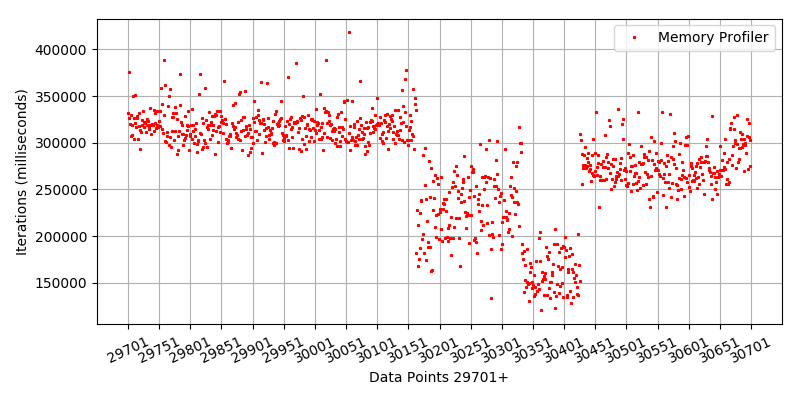 Memory Profiler
Iterations (milliseconds)
400000
350000
300000
250000
200000
150000
29701 29751 29801 29851 29901 29951 30001 30051 30101 30151 30201 30251 30301 30351 30401 30451 30501 30551 30601 30651 30701
Data Points 29701+